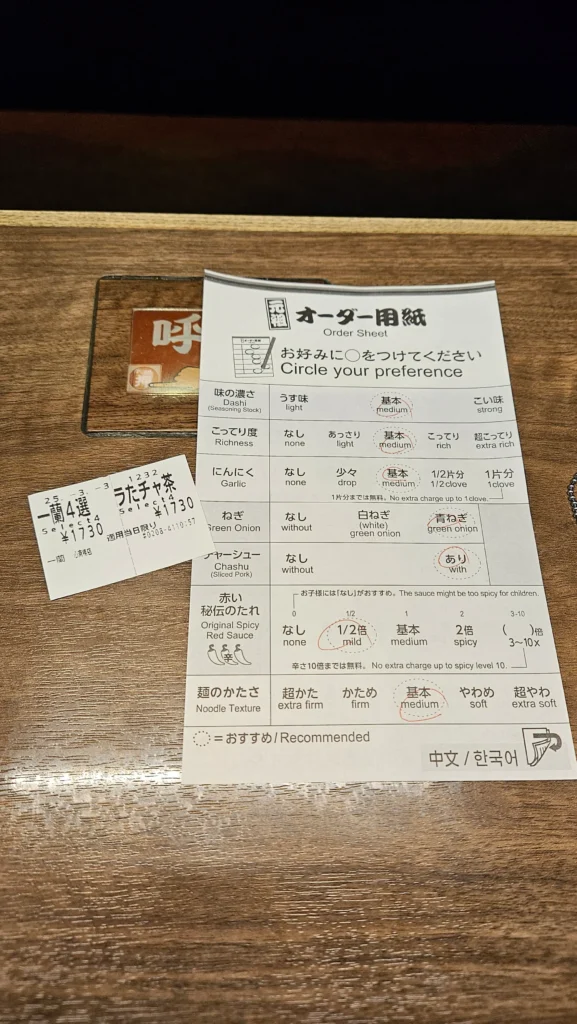 元祖 オーダー用紙
Order Sheet
お好みに○をつけてください
Circle your preference
味の濃さ うす味 基本 こい味
Dashi light medium strong
(Seasoning Stock)
こってり度 なし あっさり 基本 こってり 超こってり
Richness none light medium rich extra rich
にんにく なし 少々 基本 1/2片分 1片分
Garlic none drop medium 1/2clove 1clove
1片分までは無料。No extra charge up to 1clove.
ねぎ なし 白ねぎ 青ねぎ
Green Onion without (white) green onion green onion
チャーシュー なし あり
Chashu without with
(Sliced Pork)
お子様には「なし」がおすすめ。The sauce might be too spicy for children.
赤い 0 1/2 1 2 3-10
秘伝のたれ なし 1/2倍 基本 2倍 ( )倍
Original Spicy none mild medium spicy 3~10x
Red Sauce
辛
辛さ10倍までは無料。No extra charge up to spicy level 10.
麺のかたさ 超かた かため 基本 やわめ 超やわ
Noodle Texture extra firm firm medium soft extra soft
=おすすめ/Recommended
中文 / 한국어
呼
25.-3.-3 1232
一蘭4選 うたチャ茶
Select4 Select4
¥1730 ¥1730
適用当日限り
一蘭